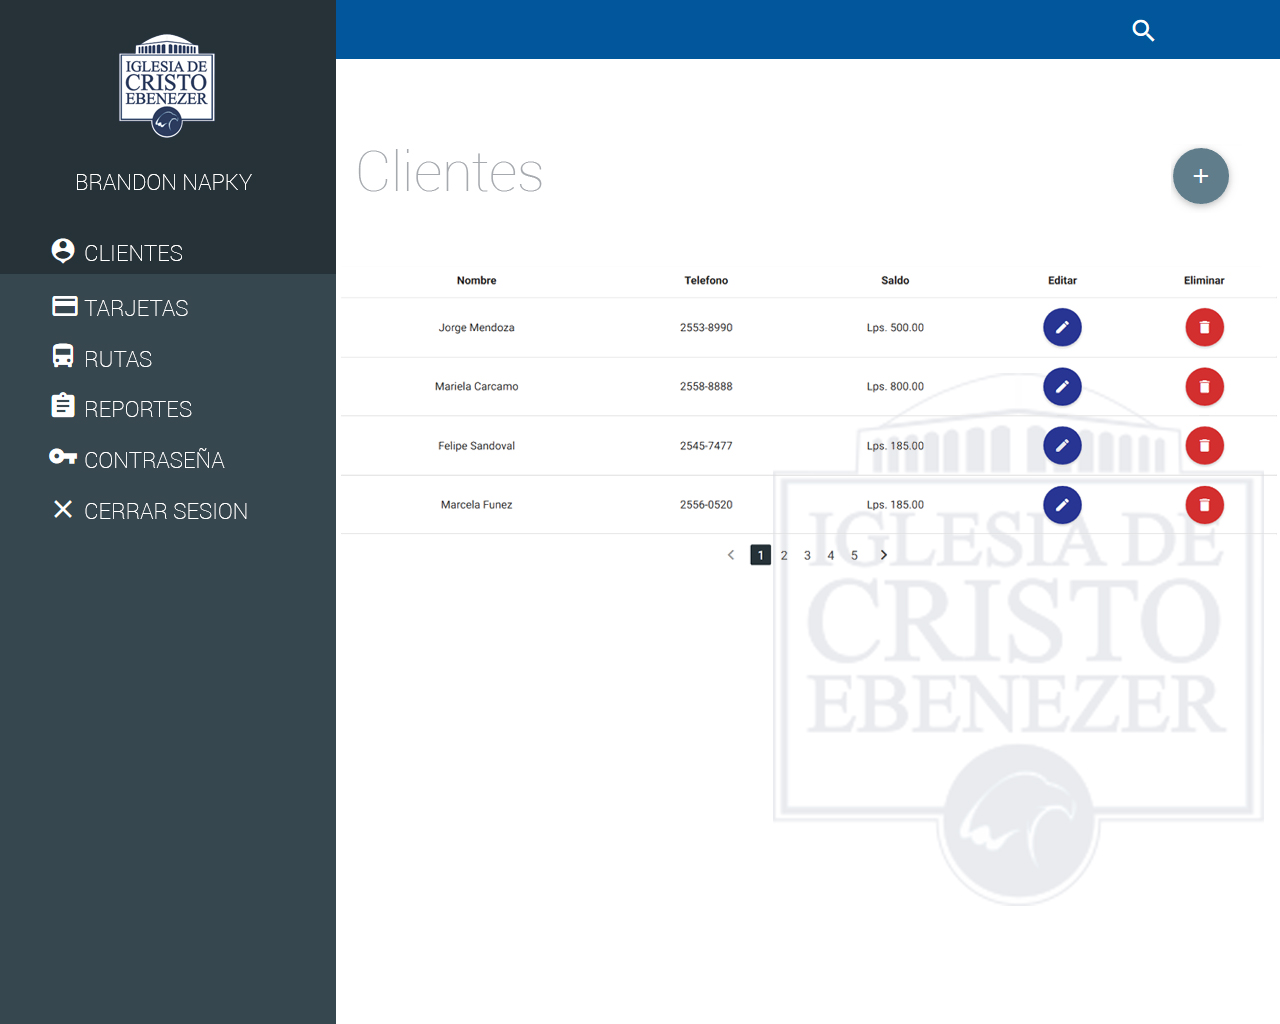 IGLESIA DE
CRISTO
EBENEZER
BRANDON NAPKY
CLIENTES
TARJETAS
RUTAS
REPORTES
CONTRASEÑA
CERRAR SESION
Clientes
+
Nombre Telefono Saldo Editar Eliminar
Jorge Mendoza 2553-8990 Lps. 500.00
Mariela Carcamo 2558-8888 Lps. 800.00
Felipe Sandoval 2545-7477 Lps. 185.00
Marcela Funez 2556-0520 Lps. 185.00
1 2 3 4 5
IGLESIA DE
CRISTO
EBENEZER